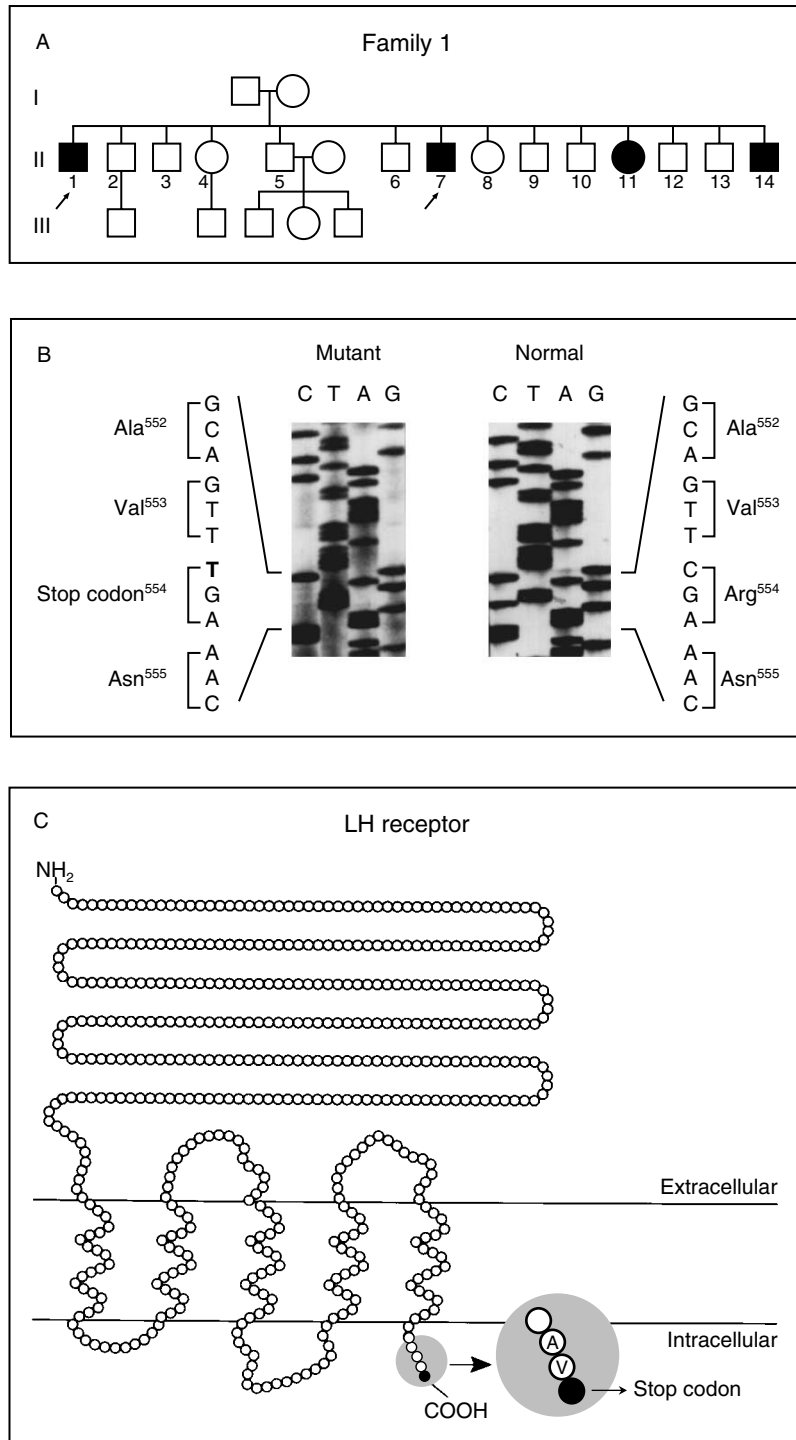 A
Family 1
I
II
1 2 3 4 5 6 7 8 9 10 11 12 13 14
III
B
Mutant Normal
C T A G C T A G
Ala552 G C A G C A Ala552
Val553 G T T G T T Val553
Stop codon554 T G A C G A Arg554
Asn555 A A C A A C Asn555
C
LH receptor
NH2
Extracellular
Intracellular
A
V
Stop codon
COOH